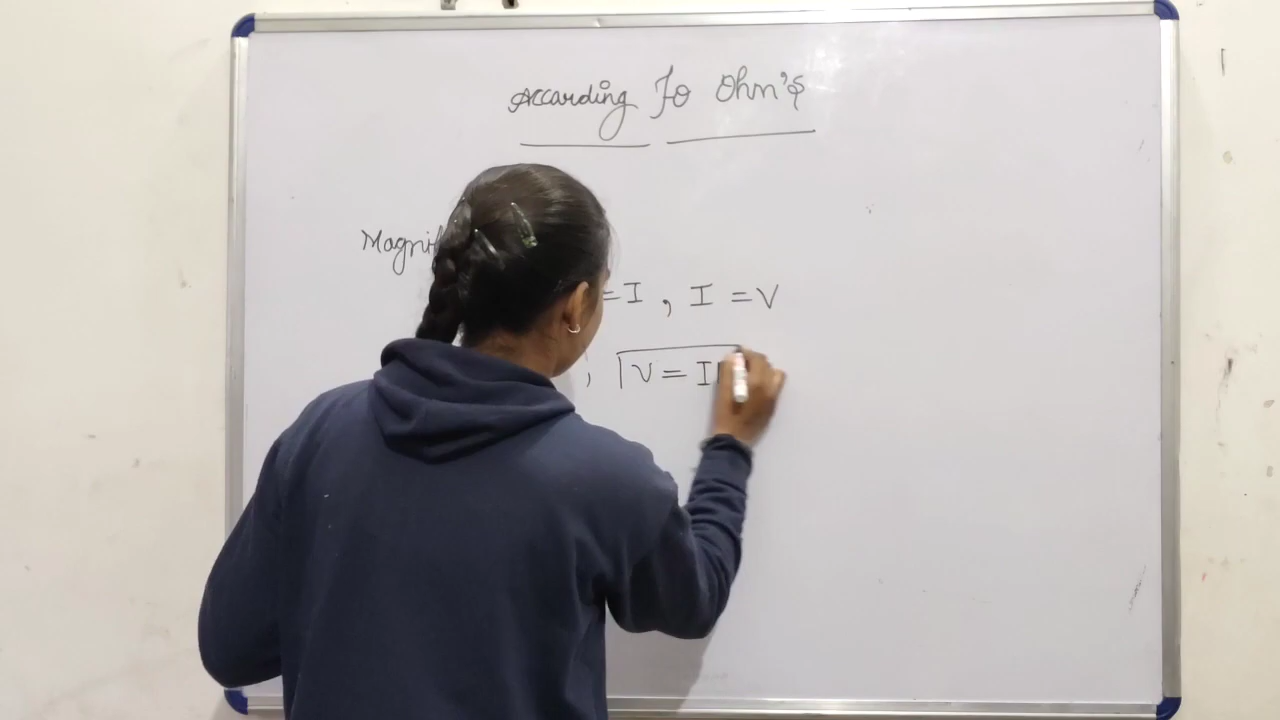 According To Ohm's
Magnif
=I , I =V
, V = I